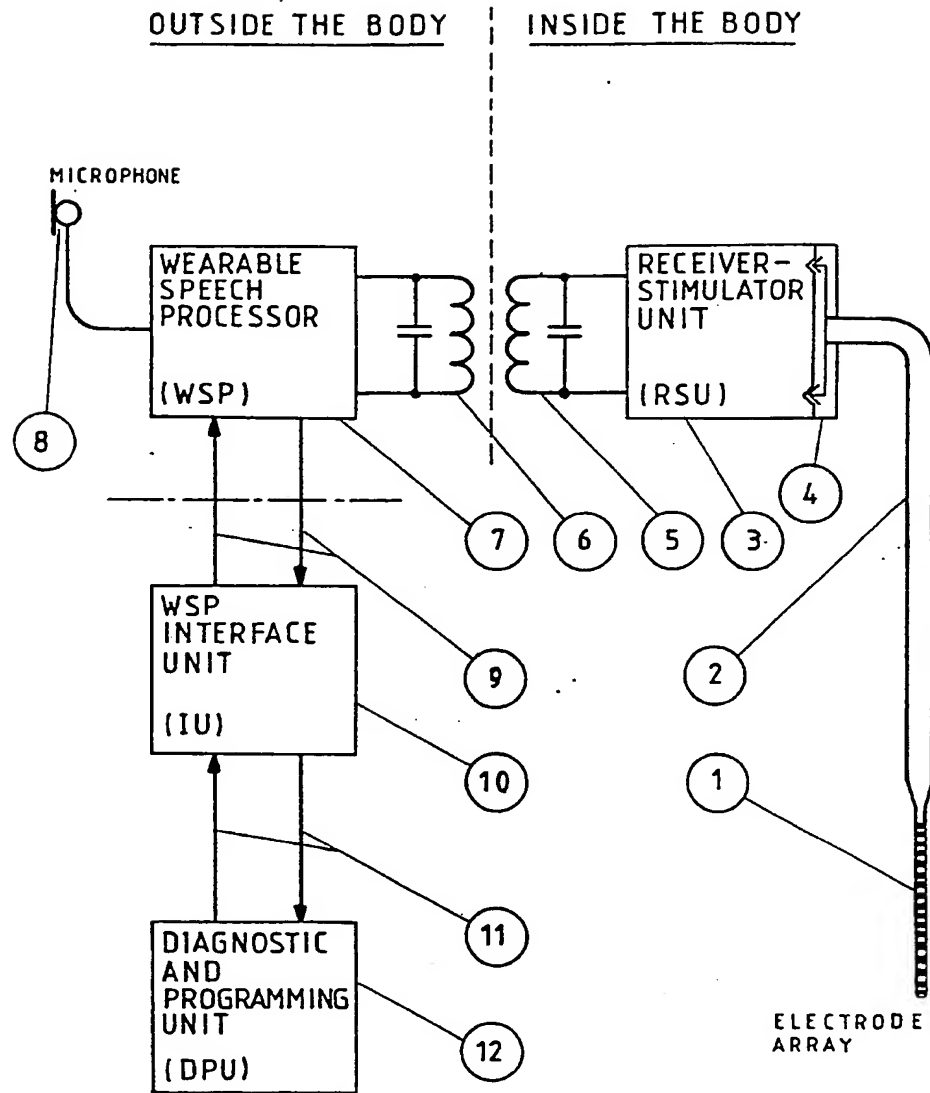 OUTSIDE THE BODY
INSIDE THE BODY
MICROPHONE
WEARABLE
SPEECH
PROCESSOR
(WSP)
RECEIVER-
STIMULATOR
UNIT
(RSU)
8
4
7
6
5
3
WSP
INTERFACE
UNIT
(IU)
9
2
10
1
11
DIAGNOSTIC
AND
PROGRAMMING
UNIT
(DPU)
12
ELECTRODE
ARRAY